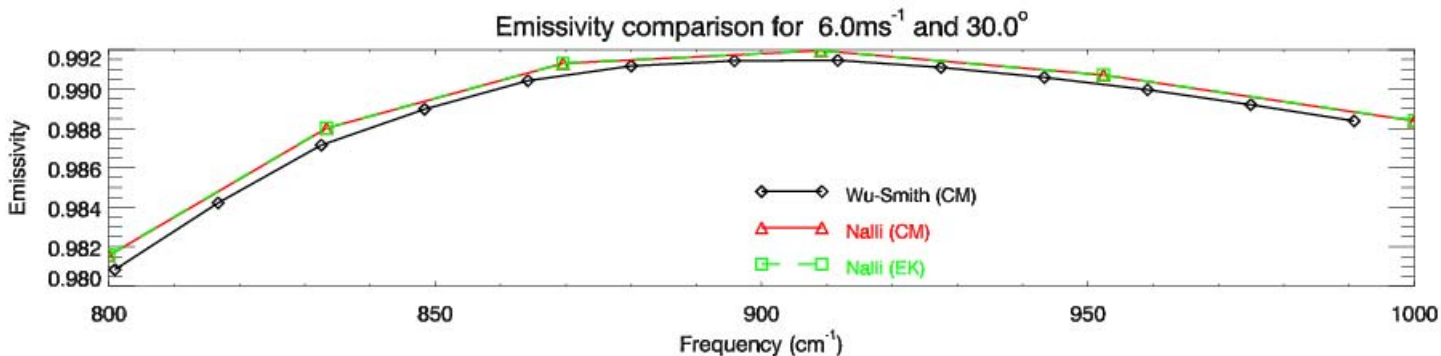 Emissivity comparison for 6.0ms⁻¹ and 30.0°
Emissivity
0.992
0.990
0.988
0.986
0.984
0.982
0.980
Wu-Smith (CM)
Nalli (CM)
Nalli (EK)
800
850
900
950
1000
Frequency (cm⁻¹)